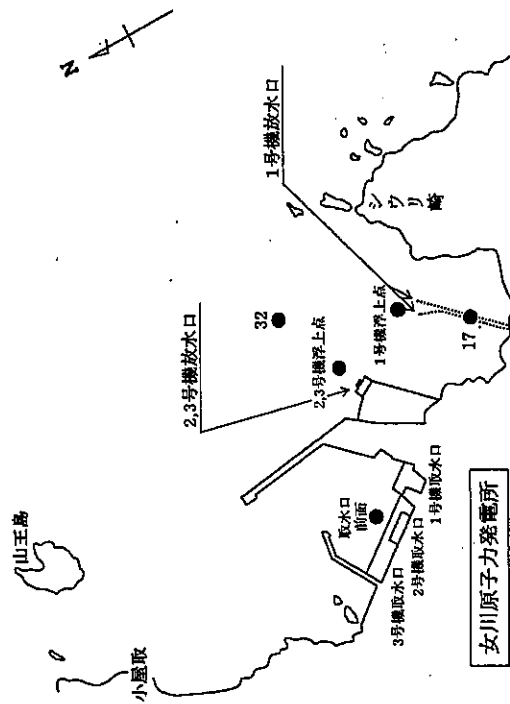 N
1号機放水口
シウリ崎
2,3号機放水口
32
1号機浮上点
2,3号機浮上点
17
山王島
取水口
前面
1号機取水口
2号機取水口
3号機取水口
小屋取
女川原子力発電所